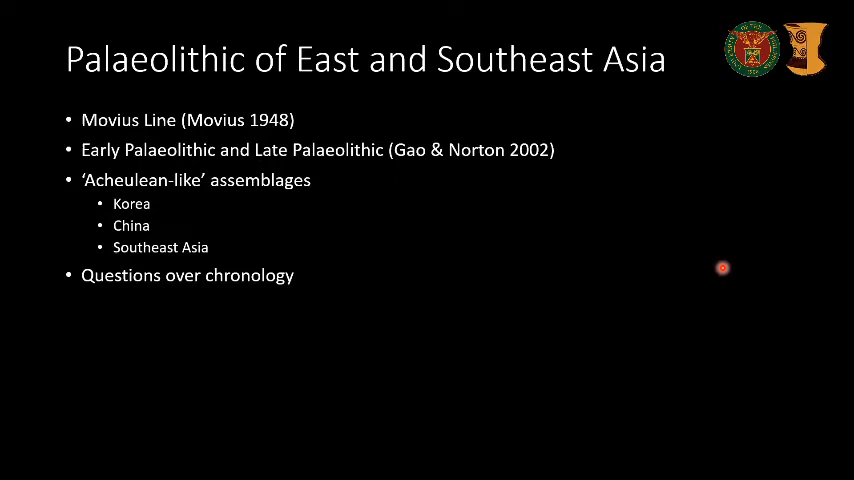 Palaeolithic of East and Southeast Asia
• Movius Line (Movius 1948)
• Early Palaeolithic and Late Palaeolithic (Gao & Norton 2002)
• ‘Acheulean-like’ assemblages
• Korea
• China
• Southeast Asia
• Questions over chronology